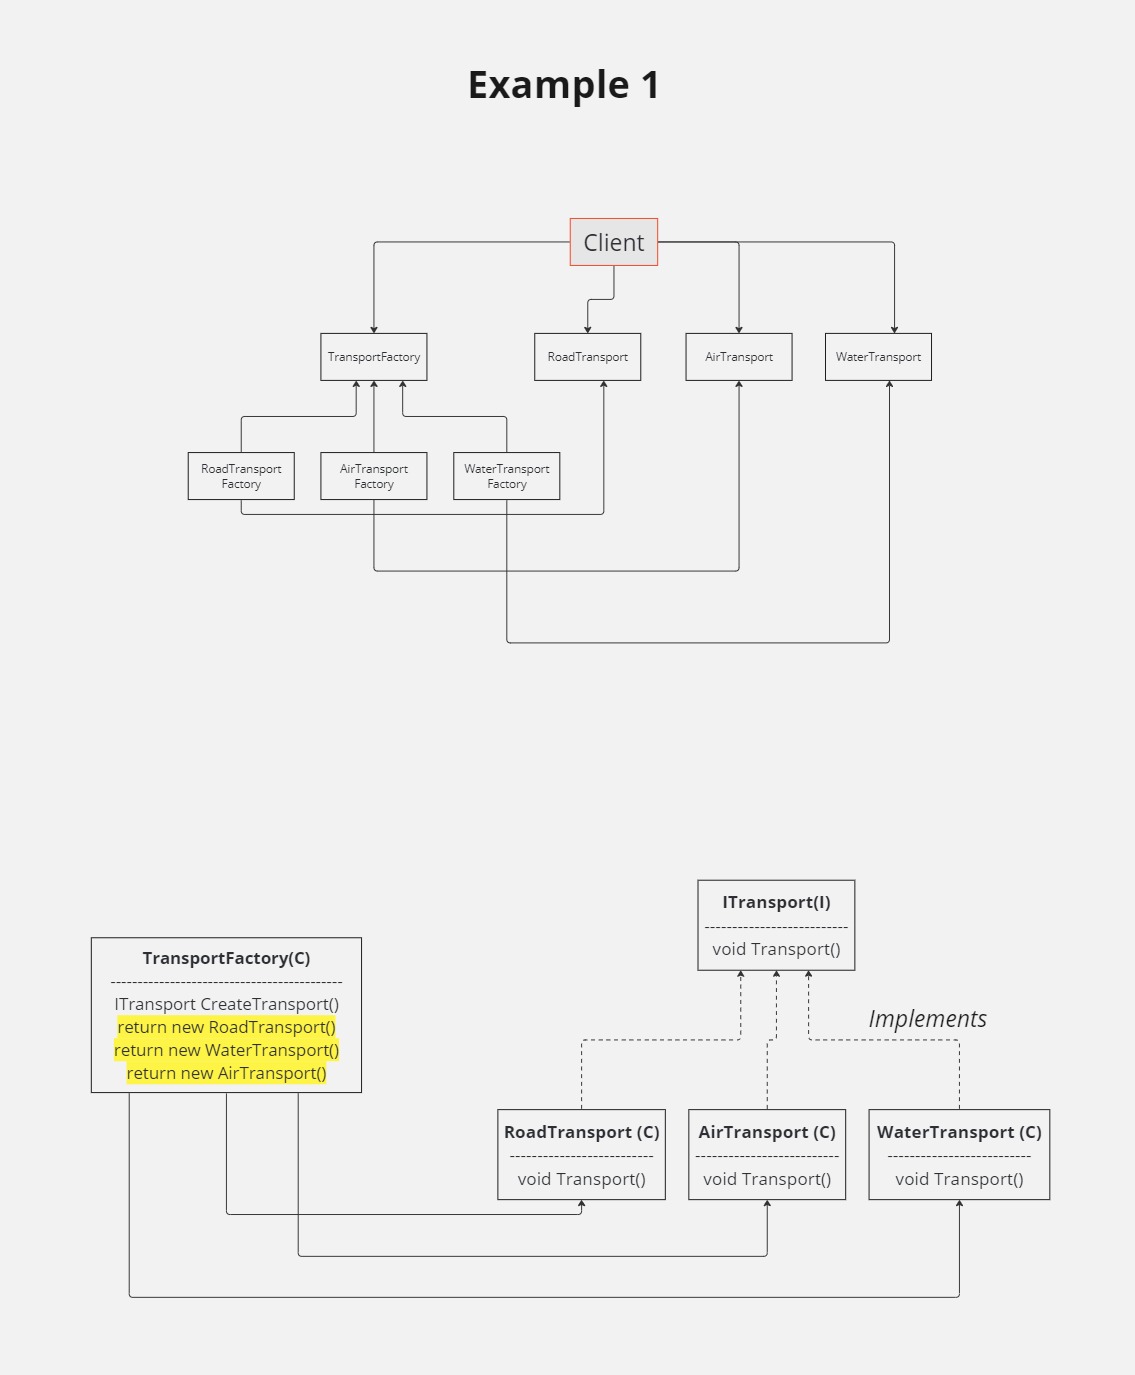 Example 1
Client
TransportFactory
RoadTransport
AirTransport
WaterTransport
RoadTransport
Factory
AirTransport
Factory
WaterTransport
Factory
ITransport(I)
---------------------------
void Transport()
TransportFactory(C)
-------------------------------------------
ITransport CreateTransport()
return new RoadTransport()
return new WaterTransport()
return new AirTransport()
Implements
RoadTransport (C)
---------------------------
void Transport()
AirTransport (C)
---------------------------
void Transport()
WaterTransport (C)
---------------------------
void Transport()